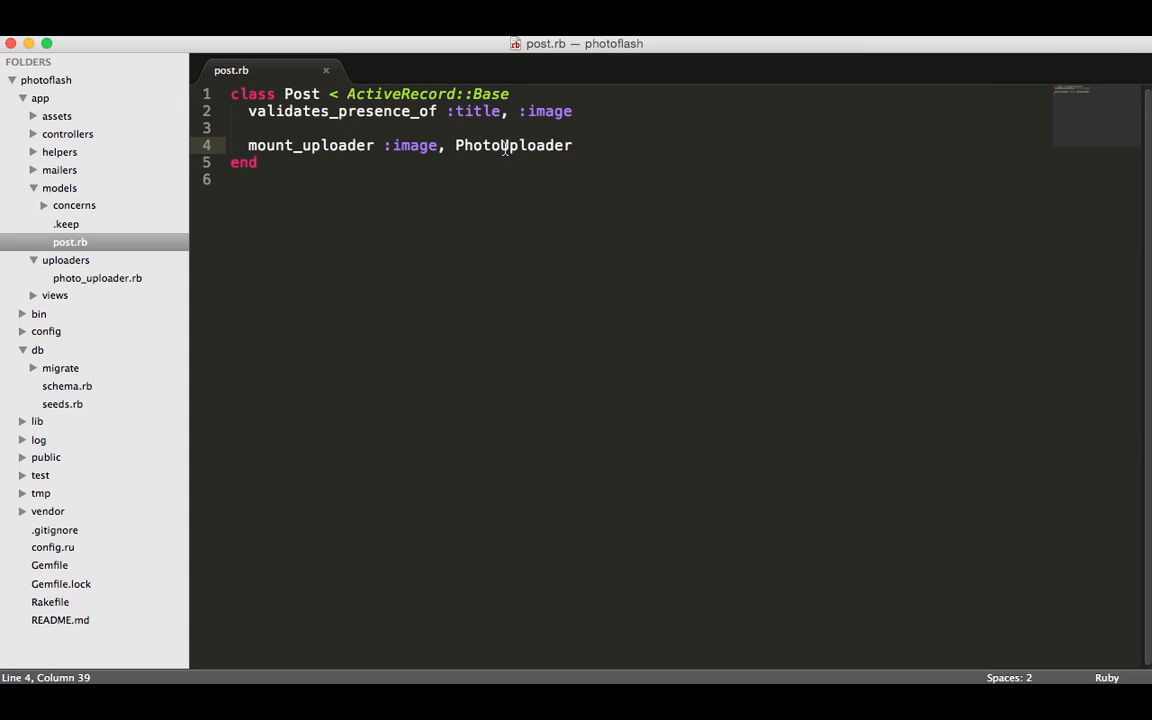 post.rb — photoflash
FOLDERS
photoflash
app
assets
controllers
helpers
mailers
models
concerns
.keep
post.rb
uploaders
photo_uploader.rb
views
bin
config
db
migrate
schema.rb
seeds.rb
lib
log
public
test
tmp
vendor
.gitignore
config.ru
Gemfile
Gemfile.lock
Rakefile
README.md
post.rb
1 class Post < ActiveRecord::Base
2 validates_presence_of :title, :image
3
4 mount_uploader :image, PhotoUploader
5 end
6
Line 4, Column 39
Spaces: 2
Ruby